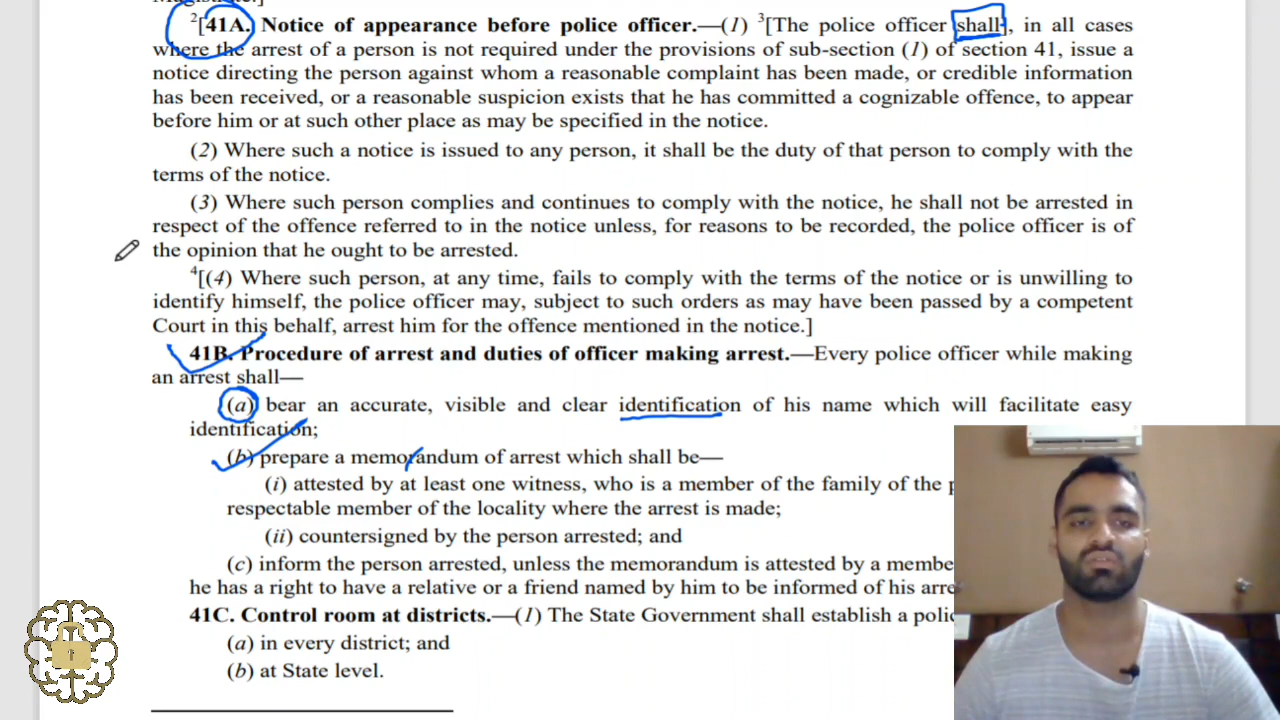 ²[41A. Notice of appearance before police officer.—(1) ³[The police officer shall], in all cases
where the arrest of a person is not required under the provisions of sub-section (1) of section 41, issue a
notice directing the person against whom a reasonable complaint has been made, or credible information
has been received, or a reasonable suspicion exists that he has committed a cognizable offence, to appear
before him or at such other place as may be specified in the notice.
(2) Where such a notice is issued to any person, it shall be the duty of that person to comply with the
terms of the notice.
(3) Where such person complies and continues to comply with the notice, he shall not be arrested in
respect of the offence referred to in the notice unless, for reasons to be recorded, the police officer is of
the opinion that he ought to be arrested.
⁴[(4) Where such person, at any time, fails to comply with the terms of the notice or is unwilling to
identify himself, the police officer may, subject to such orders as may have been passed by a competent
Court in this behalf, arrest him for the offence mentioned in the notice.]
41B. Procedure of arrest and duties of officer making arrest.—Every police officer while making
an arrest shall—
(a) bear an accurate, visible and clear identification of his name which will facilitate easy
identification;
(b) prepare a memorandum of arrest which shall be—
(i) attested by at least one witness, who is a member of the family of the
respectable member of the locality where the arrest is made;
(ii) countersigned by the person arrested; and
(c) inform the person arrested, unless the memorandum is attested by a
he has a right to have a relative or a friend named by him to be informed of his
41C. Control room at districts.—(1) The State Government shall establish a
(a) in every district; and
(b) at State level.